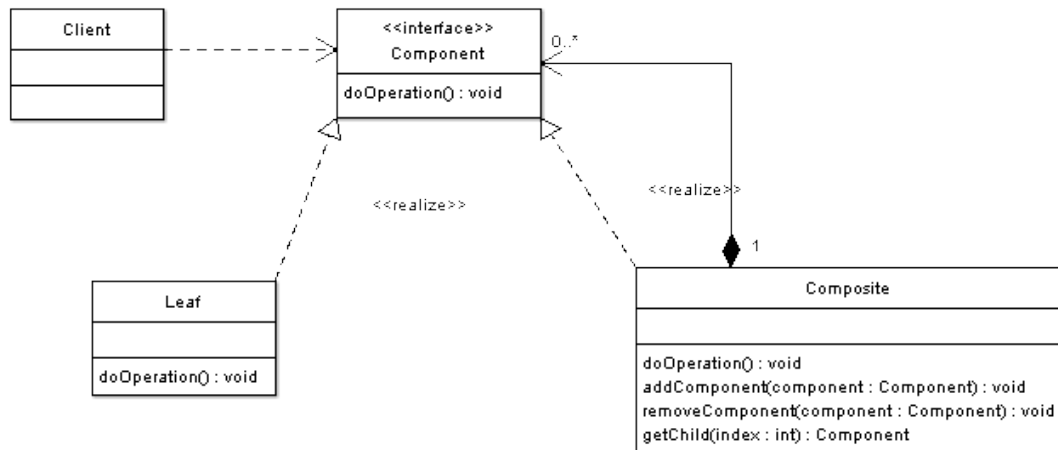 Client
<<interface>>
Component
doOperation() : void
0..*
<<realize>>
<<realize>>
1
Leaf
doOperation() : void
Composite
doOperation() : void
addComponent(component : Component) : void
removeComponent(component : Component) : void
getChild(index : int) : Component